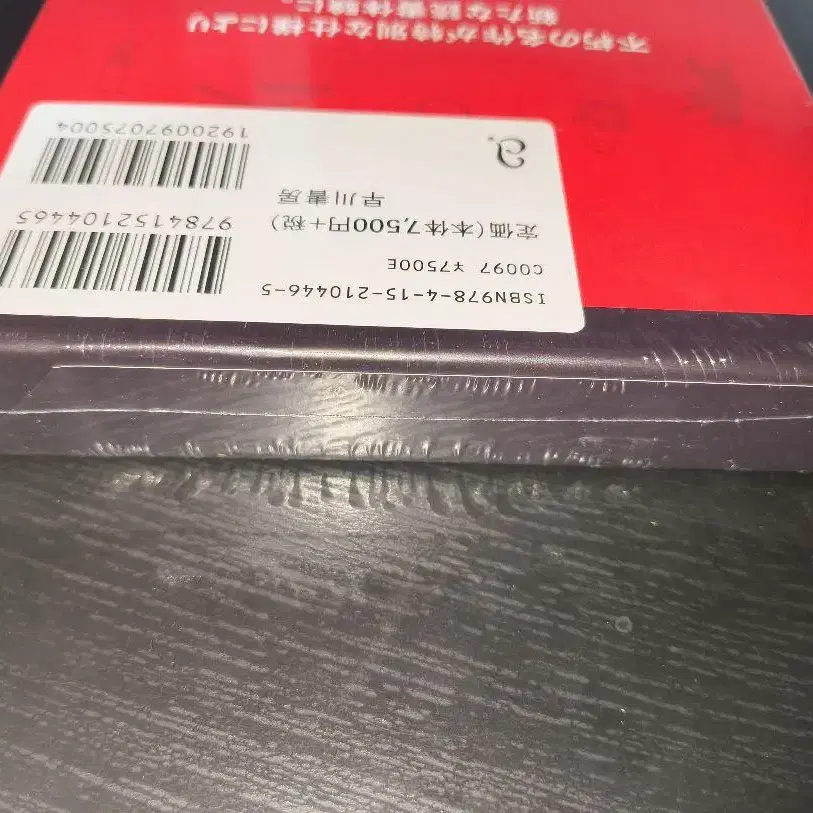 ISBN978-4-15-210446-5
C0097 ¥7500E
定価(本体7,500円+税)
早川書房
9784152104465
1920097075004
a.
不朽の名作が特別な仕様により
新たな読書体験に。